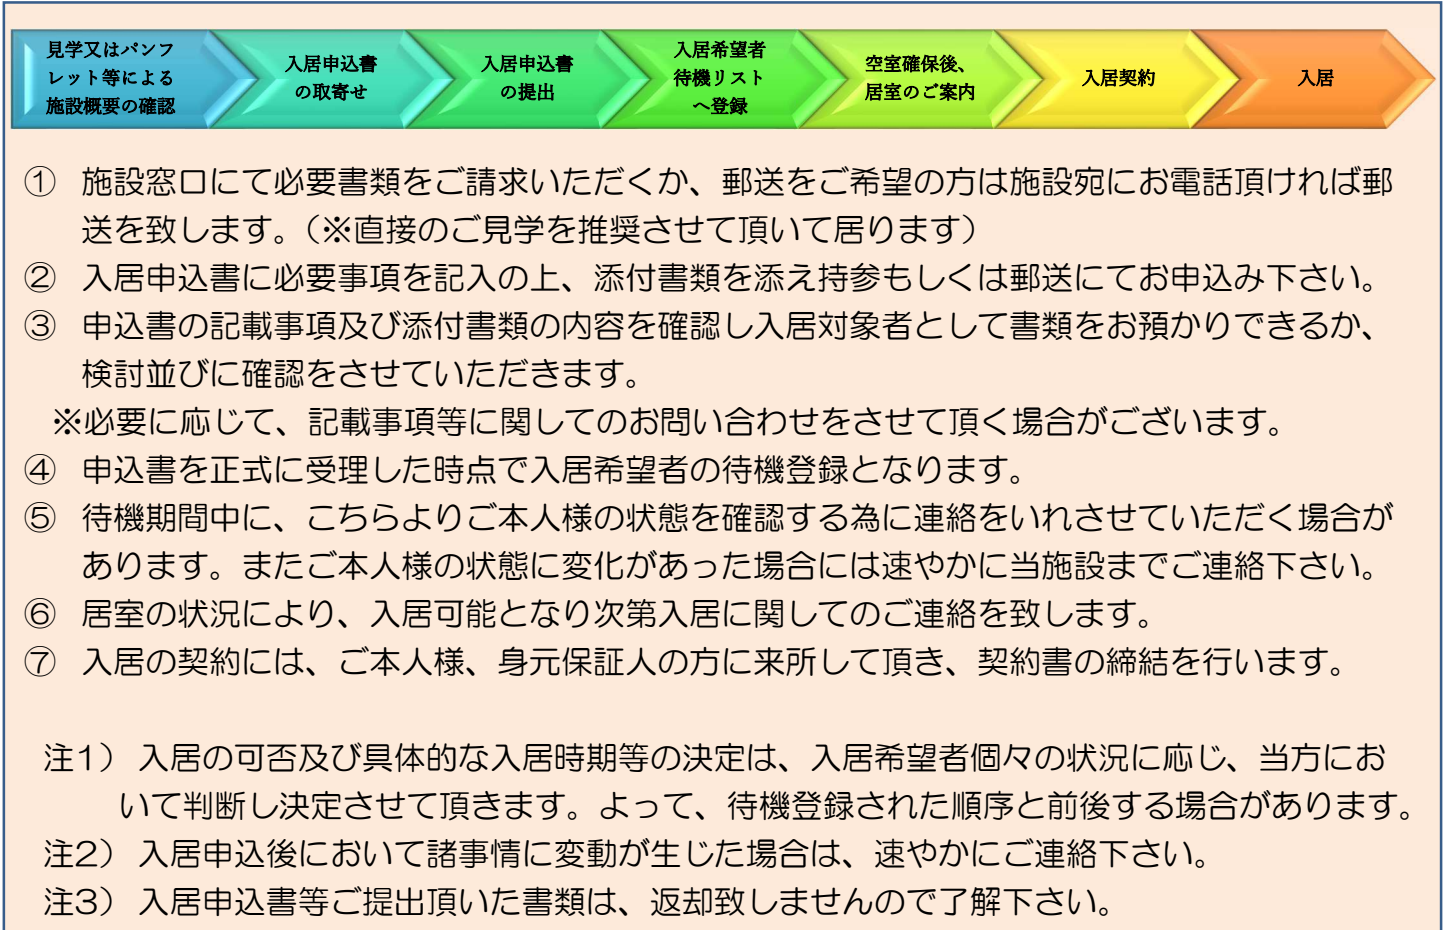 見学又はパンフ
レット等による
施設概要の確認
入居申込書
の取寄せ
入居申込書
の提出
入居希望者
待機リスト
へ登録
空室確保後、
居室のご案内
入居契約
入居
① 施設窓口にて必要書類をご請求いただくか、郵送をご希望の方は施設宛にお電話頂ければ郵
送を致します。（※直接のご見学を推奨させて頂いて居ります）
② 入居申込書に必要事項を記入の上、添付書類を添え持参もしくは郵送にてお申込み下さい。
③ 申込書の記載事項及び添付書類の内容を確認し入居対象者として書類をお預かりできるか、
検討並びに確認をさせていただきます。
※必要に応じて、記載事項等に関してのお問い合わせをさせて頂く場合がございます。
④ 申込書を正式に受理した時点で入居希望者の待機登録となります。
⑤ 待機期間中に、こちらよりご本人様の状態を確認する為に連絡をいれさせていただく場合が
あります。またご本人様の状態に変化があった場合には速やかに当施設までご連絡下さい。
⑥ 居室の状況により、入居可能となり次第入居に関してのご連絡を致します。
⑦ 入居の契約には、ご本人様、身元保証人の方に来所して頂き、契約書の締結を行います。
注1） 入居の可否及び具体的な入居時期等の決定は、入居希望者個々の状況に応じ、当方にお
いて判断し決定させて頂きます。よって、待機登録された順序と前後する場合があります。
注2） 入居申込後において諸事情に変動が生じた場合は、速やかにご連絡下さい。
注3） 入居申込書等ご提出頂いた書類は、返却致しませんので了解下さい。